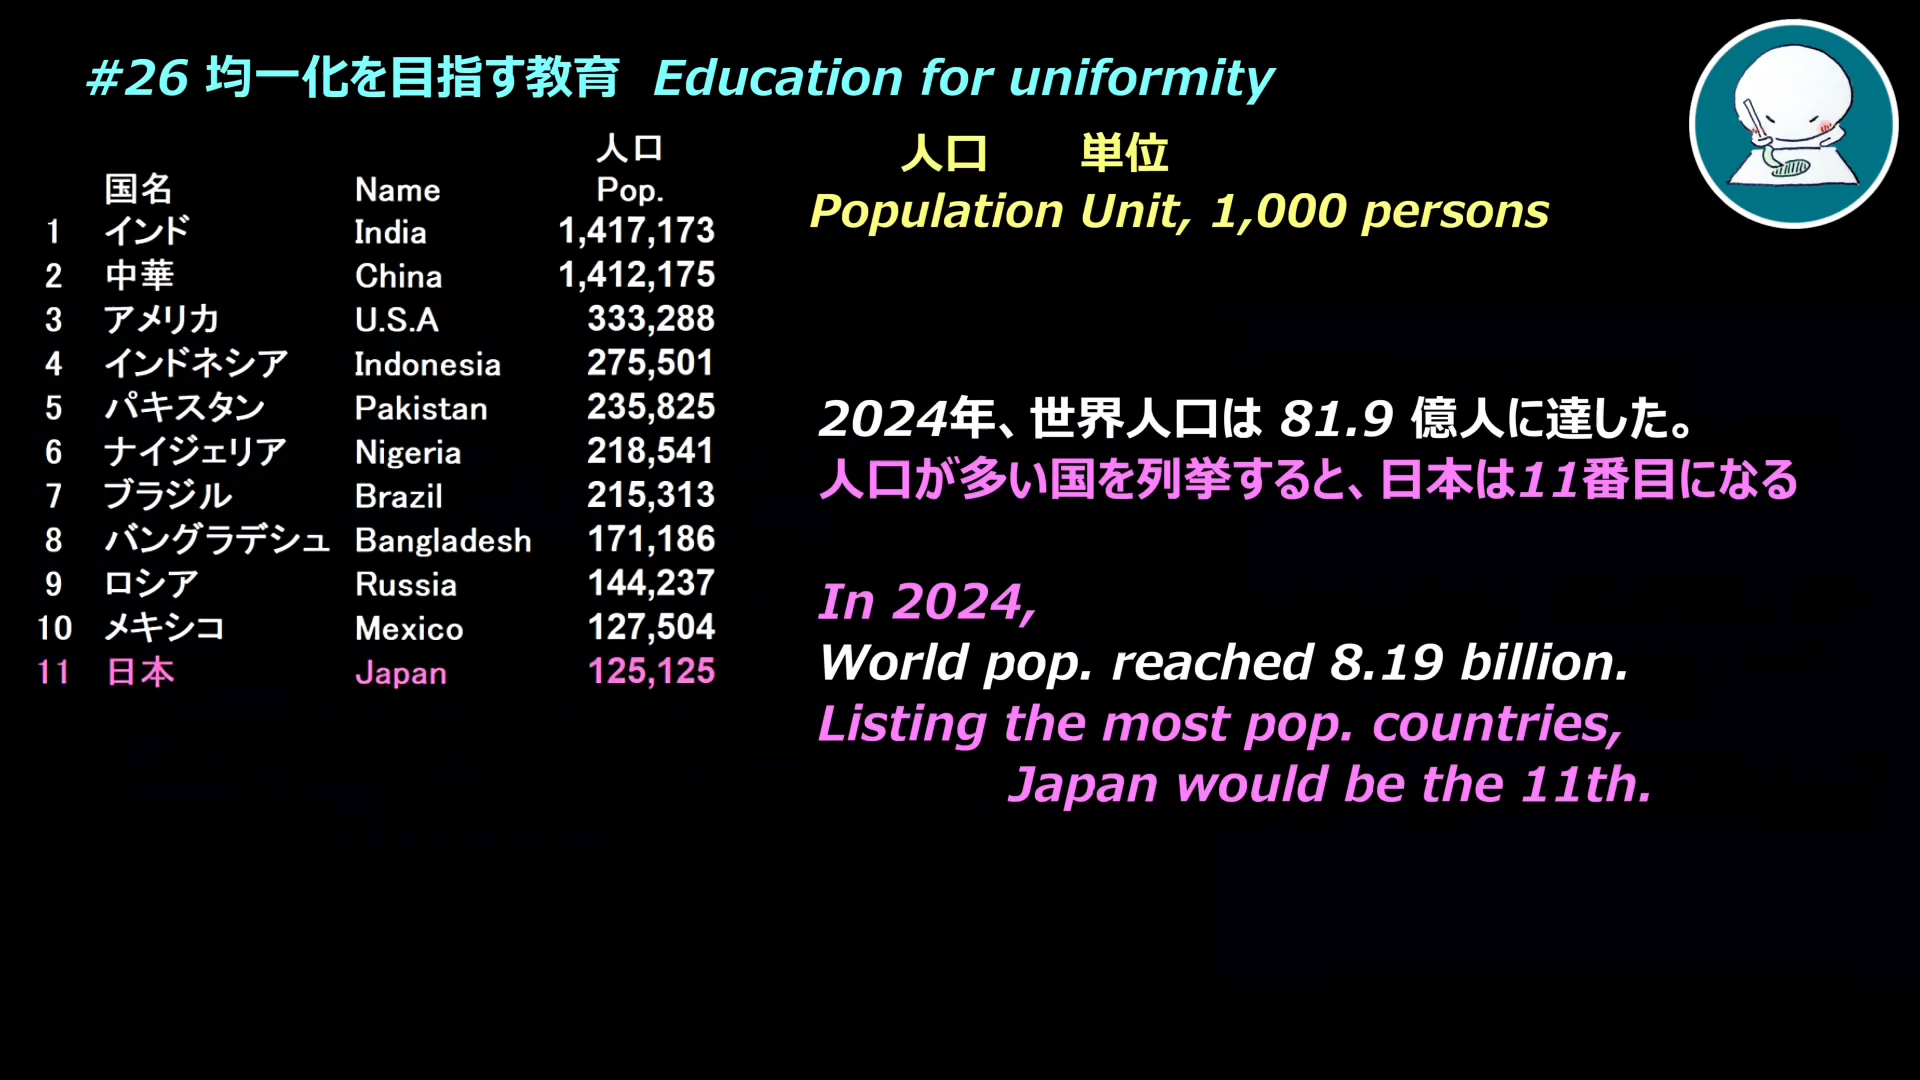 #26 均一化を目指す教育 Education for uniformity
人口
国名 Name Pop.
1 インド India 1,417,173
2 中華 China 1,412,175
3 アメリカ U.S.A 333,288
4 インドネシア Indonesia 275,501
5 パキスタン Pakistan 235,825
6 ナイジェリア Nigeria 218,541
7 ブラジル Brazil 215,313
8 バングラデシュ Bangladesh 171,186
9 ロシア Russia 144,237
10 メキシコ Mexico 127,504
11 日本 Japan 125,125
人口 単位
Population Unit, 1,000 persons
2024年、世界人口は 81.9 億人に達した。
人口が多い国を列挙すると、日本は11番目になる
In 2024,
World pop. reached 8.19 billion.
Listing the most pop. countries,
Japan would be the 11th.